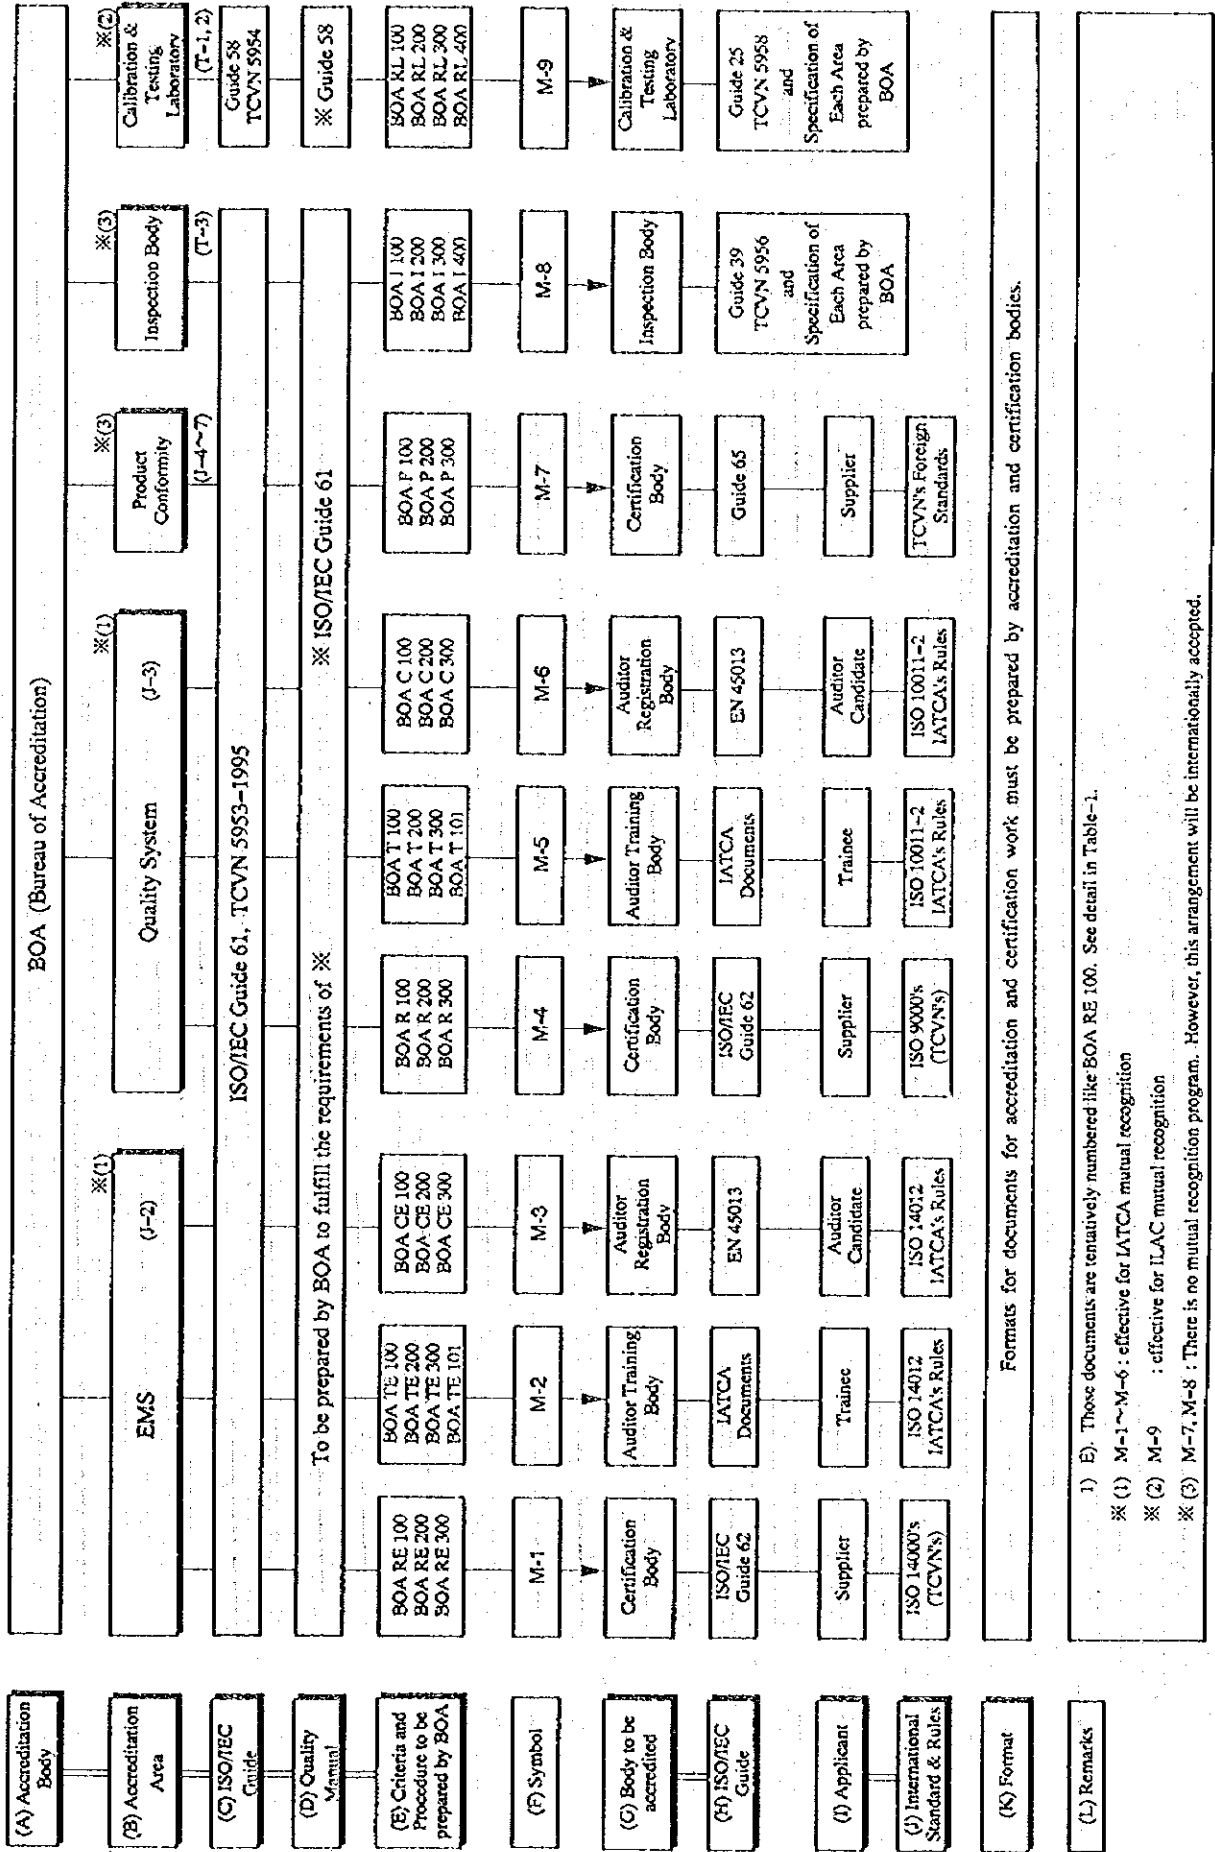 (A) Accreditation
Body
BOA (Bureau of Accreditation)
(B) Accreditation
Area
EMS
(J-2)
※(1)
Quality System
(J-3)
※(1)
Product
Conformity
※(3)
(J-4~7)
Inspection Body
※(3)
(T-3)
Calibration &
Testing
Laboratory
※(2)
(T-1, 2)
(C) ISO/IEC
Guide
ISO/IEC Guide 61, TCVN 5953-1995
Guide 58
TCVN 5954
(D) Quality
Manual
To be prepared by BOA to fulfill the requirements of ※
※ ISO/IEC Guide 61
※ Guide 58
(E) Criteria and
Procedure to be
prepared by BOA
BOA RE 100
BOA RE 200
BOA RE 300
BOA TE 100
BOA TE 200
BOA TE 300
BOA TE 101
BOA CE 100
BOA CE 200
BOA CE 300
BOA R 100
BOA R 200
BOA R 300
BOA T 100
BOA T 200
BOA T 300
BOA T 101
BOA C 100
BOA C 200
BOA C 300
BOA P 100
BOA P 200
BOA P 300
BOA I 100
BOA I 200
BOA I 300
BOA I 400
BOA RL 100
BOA RL 200
BOA RL 300
BOA RL 400
(F) Symbol
M-1
M-2
M-3
M-4
M-5
M-6
M-7
M-8
M-9
(G) Body to be
accredited
Certification
Body
Auditor Training
Body
Auditor
Registration
Body
Certification
Body
Auditor Training
Body
Auditor
Registration
Body
Certification
Body
Inspection Body
Calibration &
Testing
Laboratory
(H) ISO/IEC
Guide
ISO/IEC
Guide 62
IATCA
Documents
EN 45013
ISO/IEC
Guide 62
IATCA
Documents
EN 45013
Guide 65
Guide 39
TCVN 5956
and
Specification of
Each Area
prepared by
BOA
Guide 25
TCVN 5958
and
Specification of
Each Area
prepared by
BOA
(I) Applicant
Supplier
Trainee
Auditor
Candidate
Supplier
Trainee
Auditor
Candidate
Supplier
(J) International
Standard & Rules
ISO 14000's
(TCVN's)
ISO 14012
IATCA's Rules
ISO 14012
IATCA's Rules
ISO 9000's
(TCVN's)
ISO 10011-2
IATCA's Rules
ISO 10011-2
IATCA's Rules
TCVN's Foreign
Standards
(K) Format
Formats for documents for accreditation and certification work must be prepared by accreditation and certification bodies.
(L) Remarks
1) E). Those documents are tentatively numbered like BOA RE 100. See detail in Table-1.
※ (1) M-1~M-6 : effective for IATCA mutual recognition
※ (2) M-9 : effective for ILAC mutual recognition
※ (3) M-7, M-8 : There is no mutual recognition program. However, this arrangement will be internationally accepted.